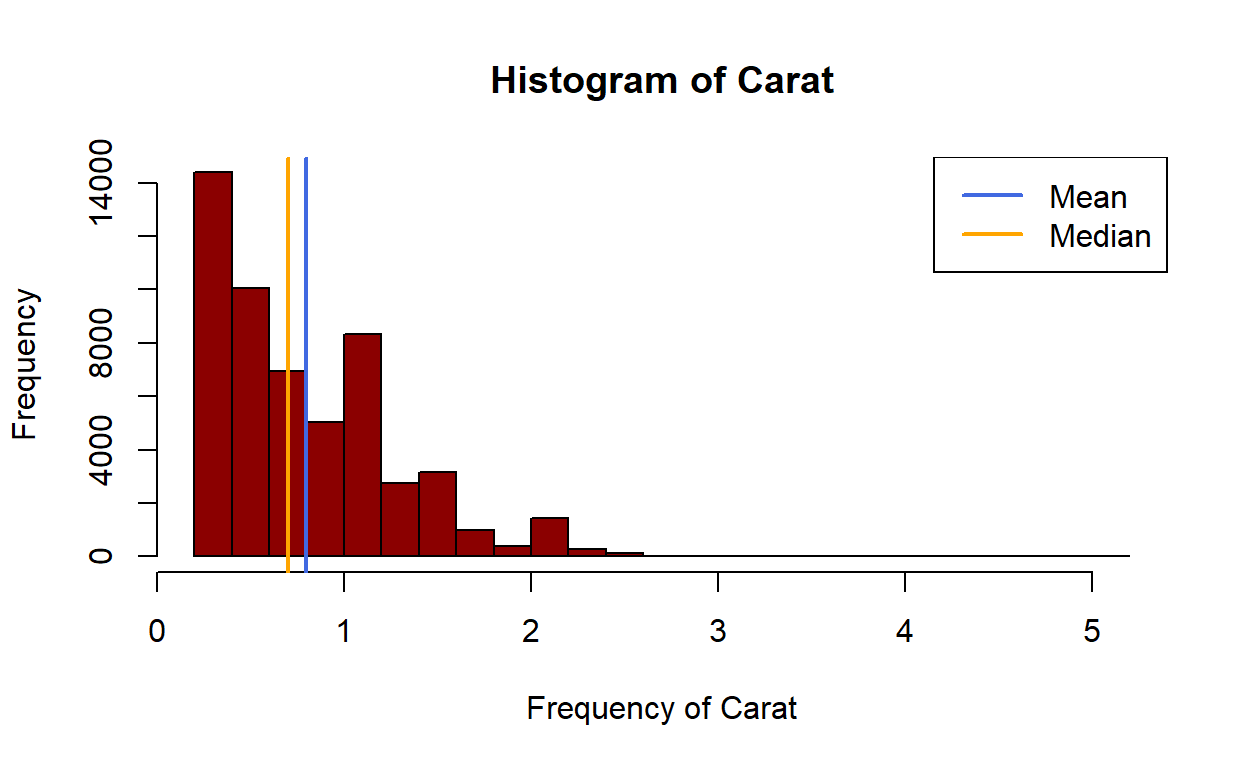 Histogram of Carat
Mean
Median
Frequency
14000
8000
4000
0
0 1 2 3 4 5
Frequency of Carat